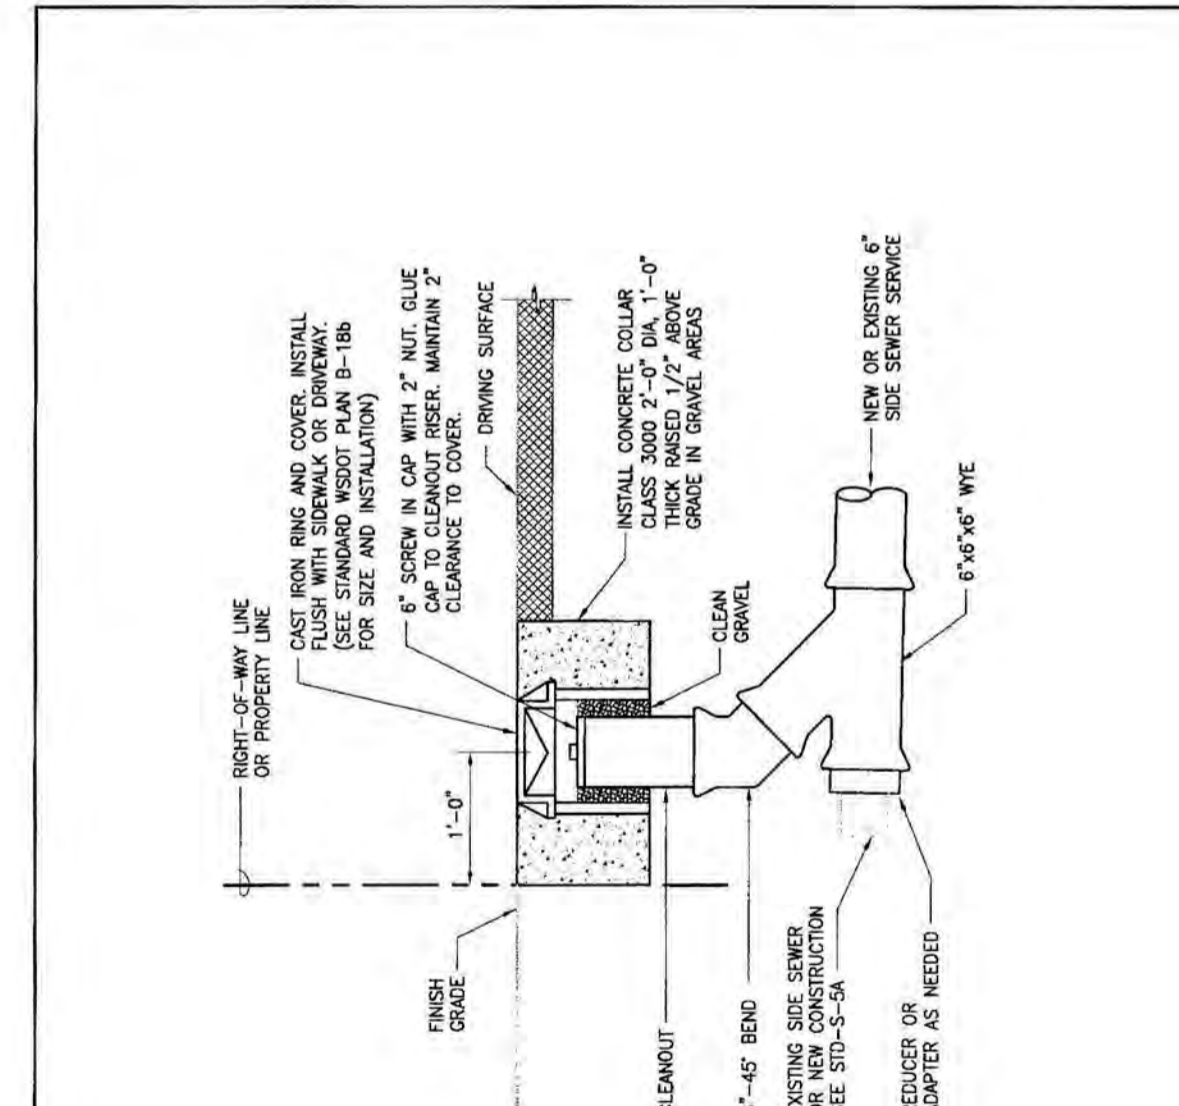 RIGHT-OF-WAY LINE
OR PROPERTY LINE
CAST IRON RING AND COVER. INSTALL
FLUSH WITH SIDEWALK OR DRIVEWAY.
(SEE STANDARD WSDOT PLAN B-18b
FOR SIZE AND INSTALLATION)
6" SCREW IN CAP WITH 2" NUT. GLUE
CAP TO CLEANOUT RISER. MAINTAIN 2"
CLEARANCE TO COVER.
1'-0"
FINISH
GRADE
DRIVING SURFACE
INSTALL CONCRETE COLLAR
CLASS 3000 2'-0" DIA, 1'-0"
THICK RAISED 1/2" ABOVE
GRADE IN GRAVEL AREAS
CLEAN
GRAVEL
CLEANOUT
"-45° BEND
XISTING SIDE SEWER
OR NEW CONSTRUCTION
EE STD-S-5A
EDUCER OR
ADAPTER AS NEEDED
NEW OR EXISTING 6"
SIDE SEWER SERVICE
6"x6"x6" WYE